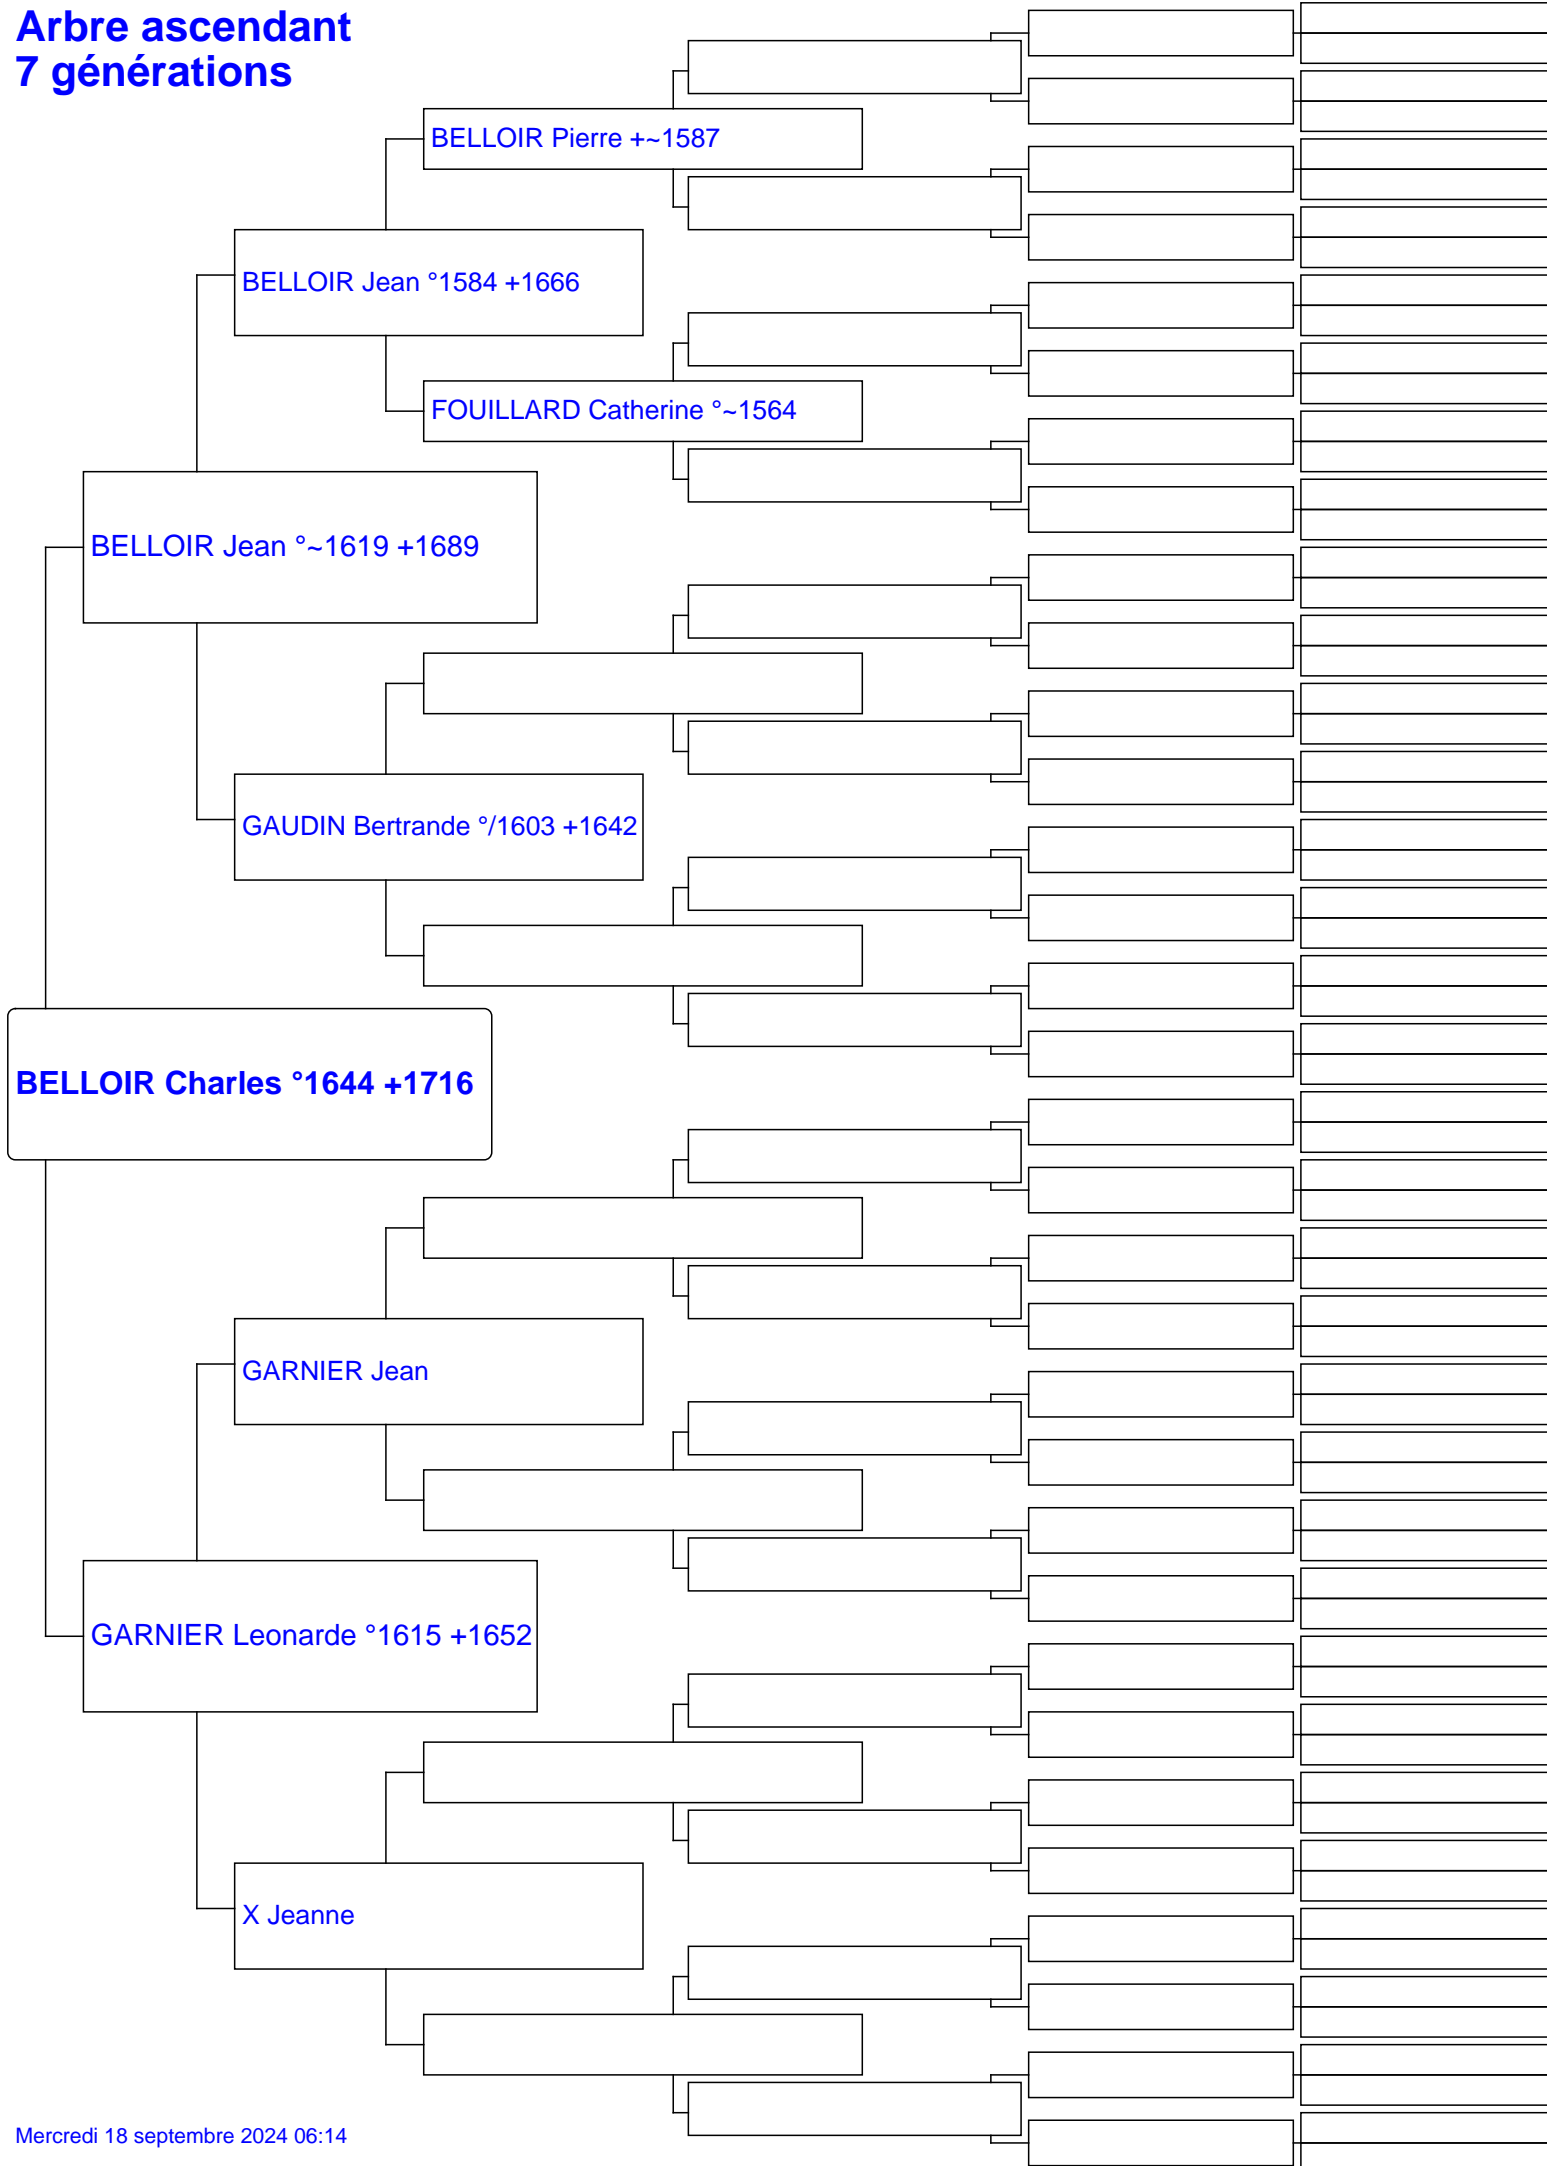 Arbre ascendant
7 générations
BELLOIR Pierre +~1587
BELLOIR Jean °1584 +1666
FOUILLARD Catherine °~1564
BELLOIR Jean °~1619 +1689
GAUDIN Bertrande °/1603 +1642
BELLOIR Charles °1644 +1716
GARNIER Jean
GARNIER Leonarde °1615 +1652
X Jeanne
Mercredi 18 septembre 2024 06:14